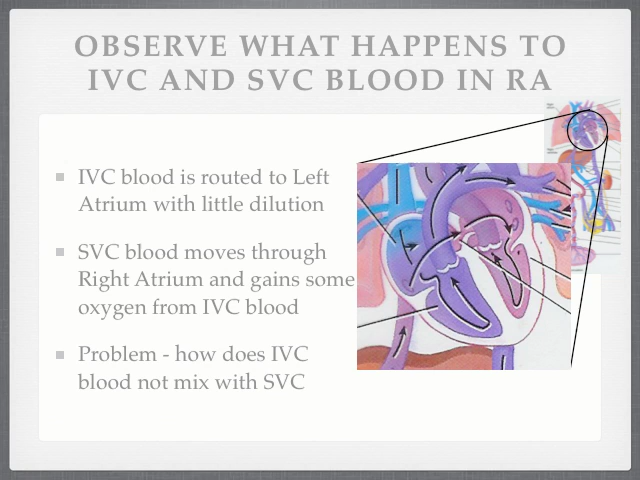 OBSERVE WHAT HAPPENS TO
IVC AND SVC BLOOD IN RA
IVC blood is routed to Left
Atrium with little dilution
SVC blood moves through
Right Atrium and gains some
oxygen from IVC blood
Problem - how does IVC
blood not mix with SVC